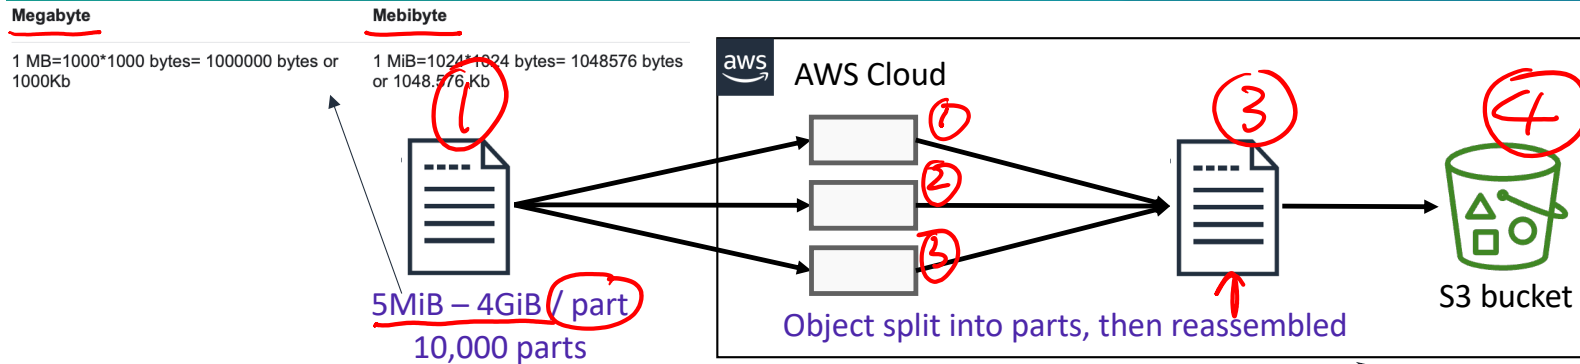 Megabyte
Mebibyte
1 MB=1000*1000 bytes= 1000000 bytes or
1000Kb
1 MiB=1024*1024 bytes= 1048576 bytes
or 1048.576 Kb
aws
AWS Cloud
1
1
2
3
3
4
5MiB – 4GiB / part
10,000 parts
Object split into parts, then reassembled
S3 bucket